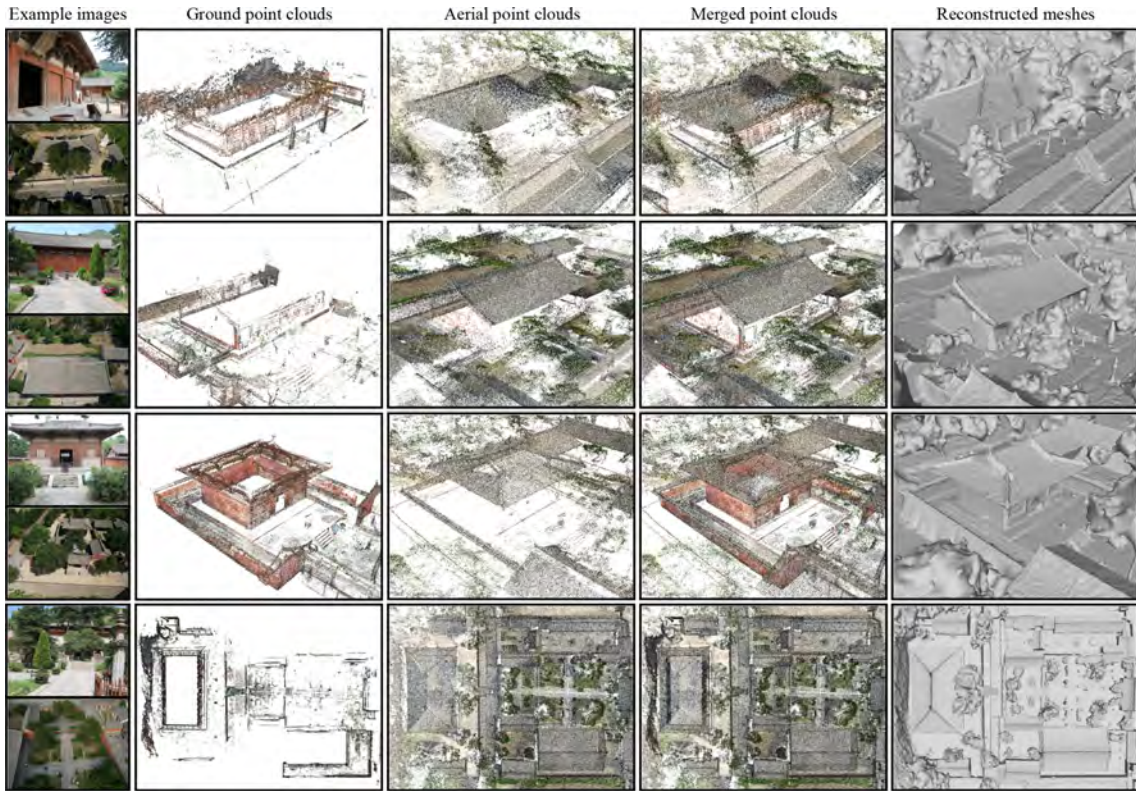 Example images
Ground point clouds
Aerial point clouds
Merged point clouds
Reconstructed meshes